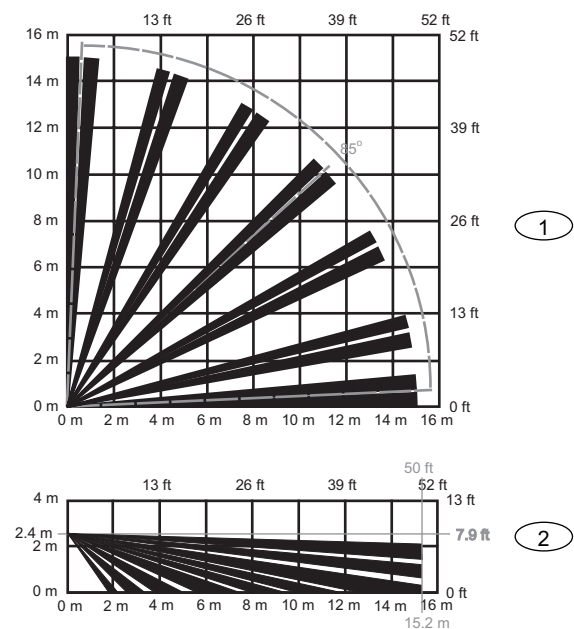 13 ft 26 ft 39 ft 52 ft
16 m 52 ft
14 m
85°
12 m 39 ft
10 m
8 m 26 ft
1
6 m
4 m 13 ft
2 m
0 m 0 ft
0 m 2 m 4 m 6 m 8 m 10 m 12 m 14 m 16 m
50 ft
13 ft 26 ft 39 ft 52 ft
4 m 13 ft
2.4 m 7.9 ft
2
2 m
0 m 0 ft
0 m 2 m 4 m 6 m 8 m 10 m 12 m 14 m 16 m
15.2 m